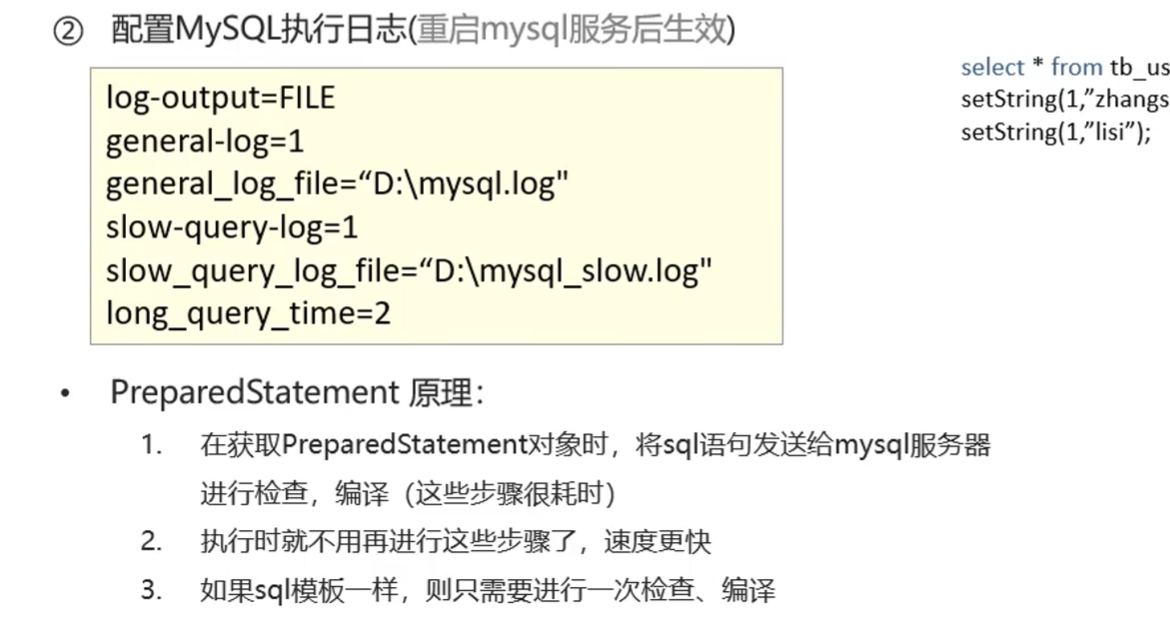 ② 配置MySQL执行日志(重启mysql服务后生效)
log-output=FILE
general-log=1
general_log_file=“D:\mysql.log"
slow-query-log=1
slow_query_log_file=“D:\mysql_slow.log"
long_query_time=2
select * from tb_us
setString(1,”zhangs
setString(1,”lisi”);
• PreparedStatement 原理：
1. 在获取PreparedStatement对象时，将sql语句发送给mysql服务器
进行检查，编译（这些步骤很耗时）
2. 执行时就不用再进行这些步骤了，速度更快
3. 如果sql模板一样，则只需要进行一次检查、编译